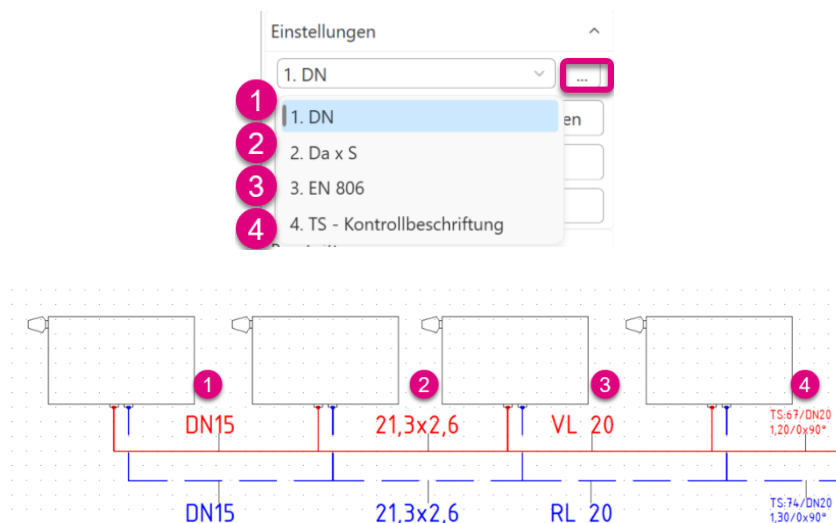 Einstellungen
1. DN
...
1
1. DN
en
2
2. Da x S
3
3. EN 806
4
4. TS - Kontrollbeschriftung
1
2
3
4
DN15
21,3x2,6
VL 20
TS:67/DN20
1,20/0x90°
DN15
21,3x2,6
RL 20
TS:74/DN20
1,30/0x90°